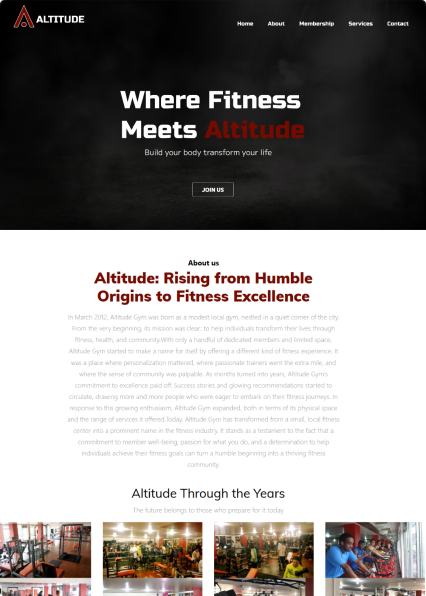 ALTITUDE
Home About Membership Services Contact
Where Fitness
Meets Altitude
Build your body transform your life
JOIN US
About us
Altitude: Rising from Humble
Origins to Fitness Excellence
In March 2012, Altitude Gym was born as a modest local gym, nestled in a quiet corner of the city.
From the very beginning, its mission was clear: to help individuals transform their lives through
fitness, health, and community.With only a handful of dedicated members and limited space,
Altitude Gym started to make a name for itself by offering a different kind of fitness experience. It
was a place where personalization mattered, where passionate trainers went the extra mile, and
where the sense of community was palpable. As months turned into years, Altitude Gym's
commitment to excellence paid off. Success stories and glowing recommendations started to
circulate, drawing more and more people who were eager to embark on their fitness journeys. In
response to this growing enthusiasm, Altitude Gym expanded, both in terms of its physical space
and the range of services it offered.Today, Altitude Gym has transformed from a small, local fitness
center into a prominent name in the fitness industry. It stands as a testament to the fact that a
commitment to member well-being, passion for what you do, and a determination to help
individuals achieve their fitness goals can turn a humble beginning into a thriving fitness
community.
Altitude Through the Years
The future belongs to those who prepare for it today